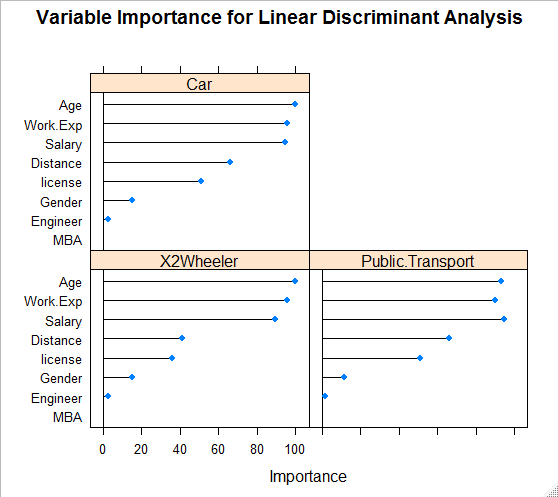 Variable Importance for Linear Discriminant Analysis
Car
Age
Work.Exp
Salary
Distance
license
Gender
Engineer
MBA
X2Wheeler
Public.Transport
Age
Work.Exp
Salary
Distance
license
Gender
Engineer
MBA
0 20 40 60 80 100
Importance